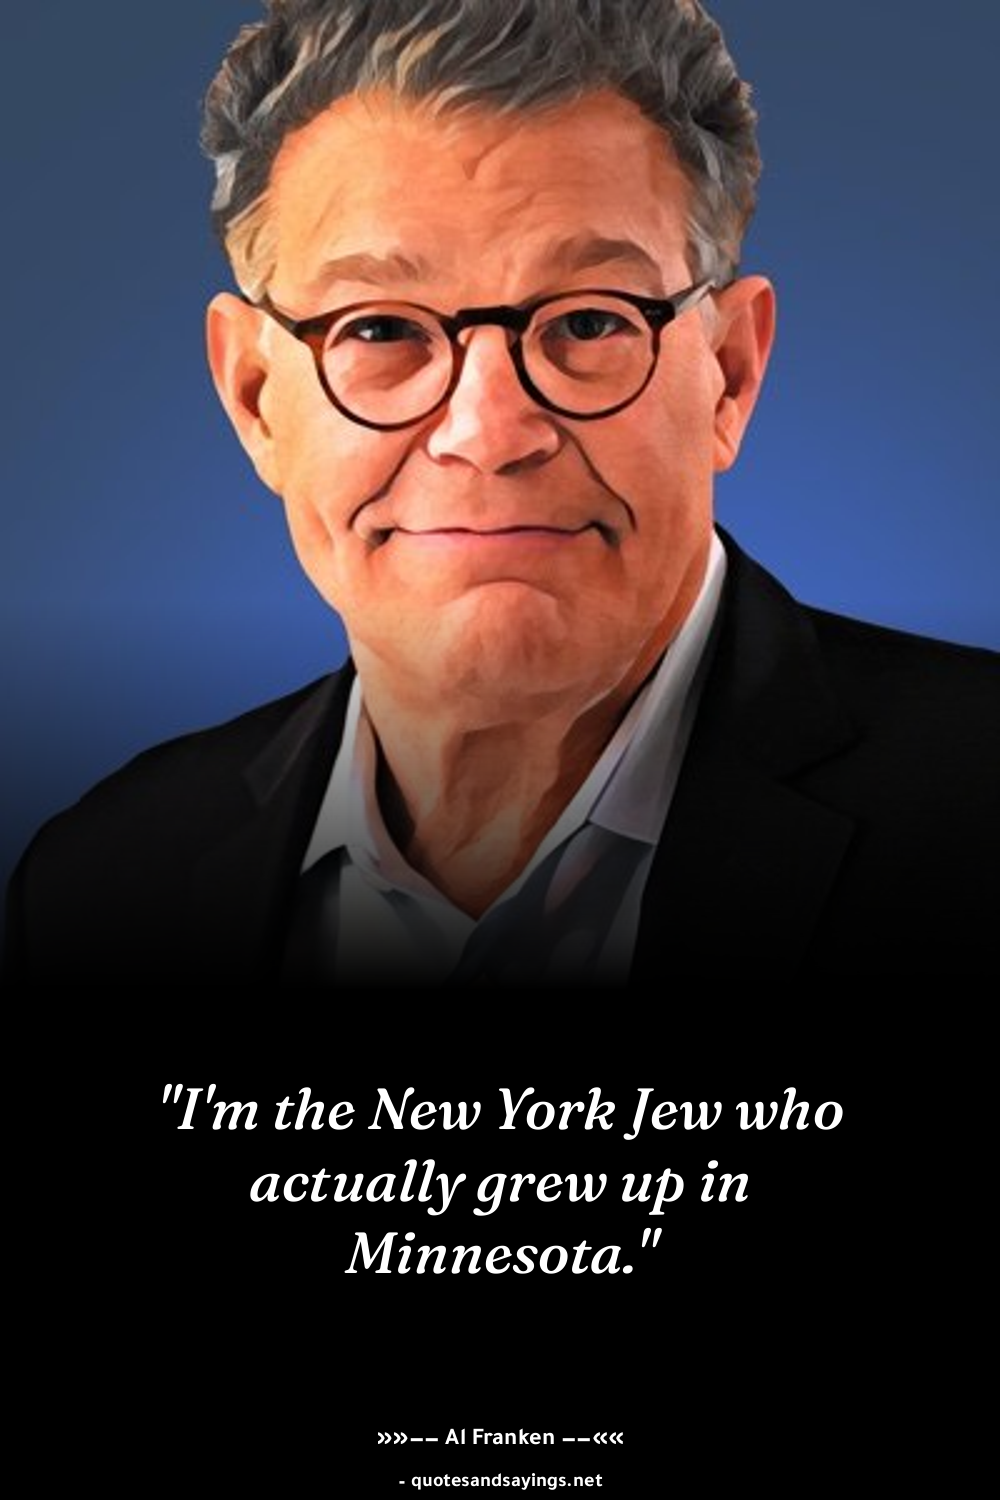 "I'm the New York Jew who
actually grew up in
Minnesota."
»»–– Al Franken ––««
- quotesandsayings.net